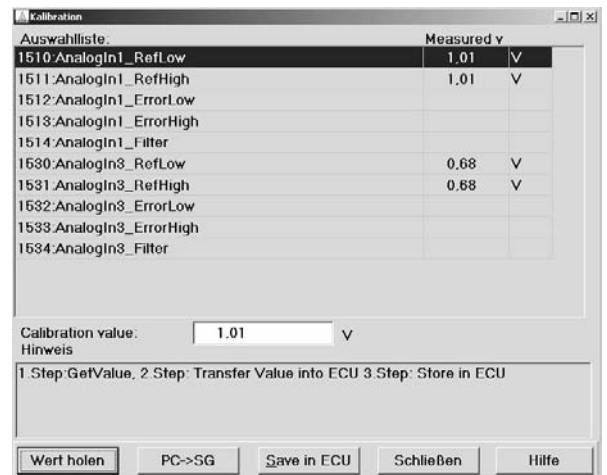 Kalibration
Auswahlliste: Measured v
1510:AnalogIn1_RefLow 1,01 V
1511:AnalogIn1_RefHigh 1,01 V
1512:AnalogIn1_ErrorLow
1513:AnalogIn1_ErrorHigh
1514:AnalogIn1_Filter
1530:AnalogIn3_RefLow 0,68 V
1531:AnalogIn3_RefHigh 0,68 V
1532:AnalogIn3_ErrorLow
1533:AnalogIn3_ErrorHigh
1534:AnalogIn3_Filter
Calibration value: 1,01 V
Hinweis
1.Step:GetValue, 2.Step: Transfer Value into ECU 3.Step: Store in ECU
Wert holen PC->SG Save in ECU Schließen Hilfe